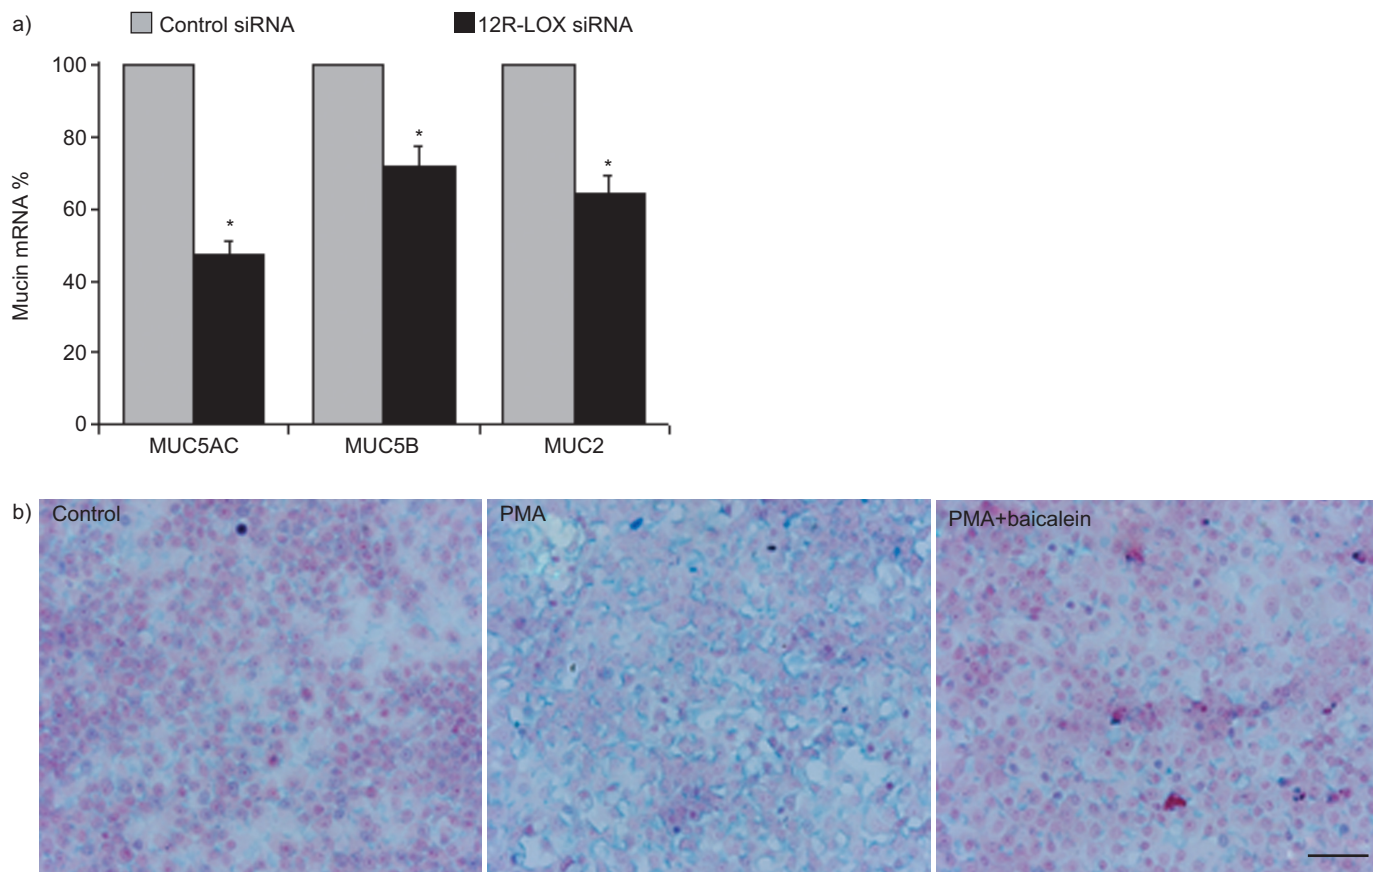 a)
Control siRNA
12R-LOX siRNA
Mucin mRNA %
100
80
60
40
20
0
*
*
*
MUC5AC
MUC5B
MUC2
b)
Control
PMA
PMA+baicalein